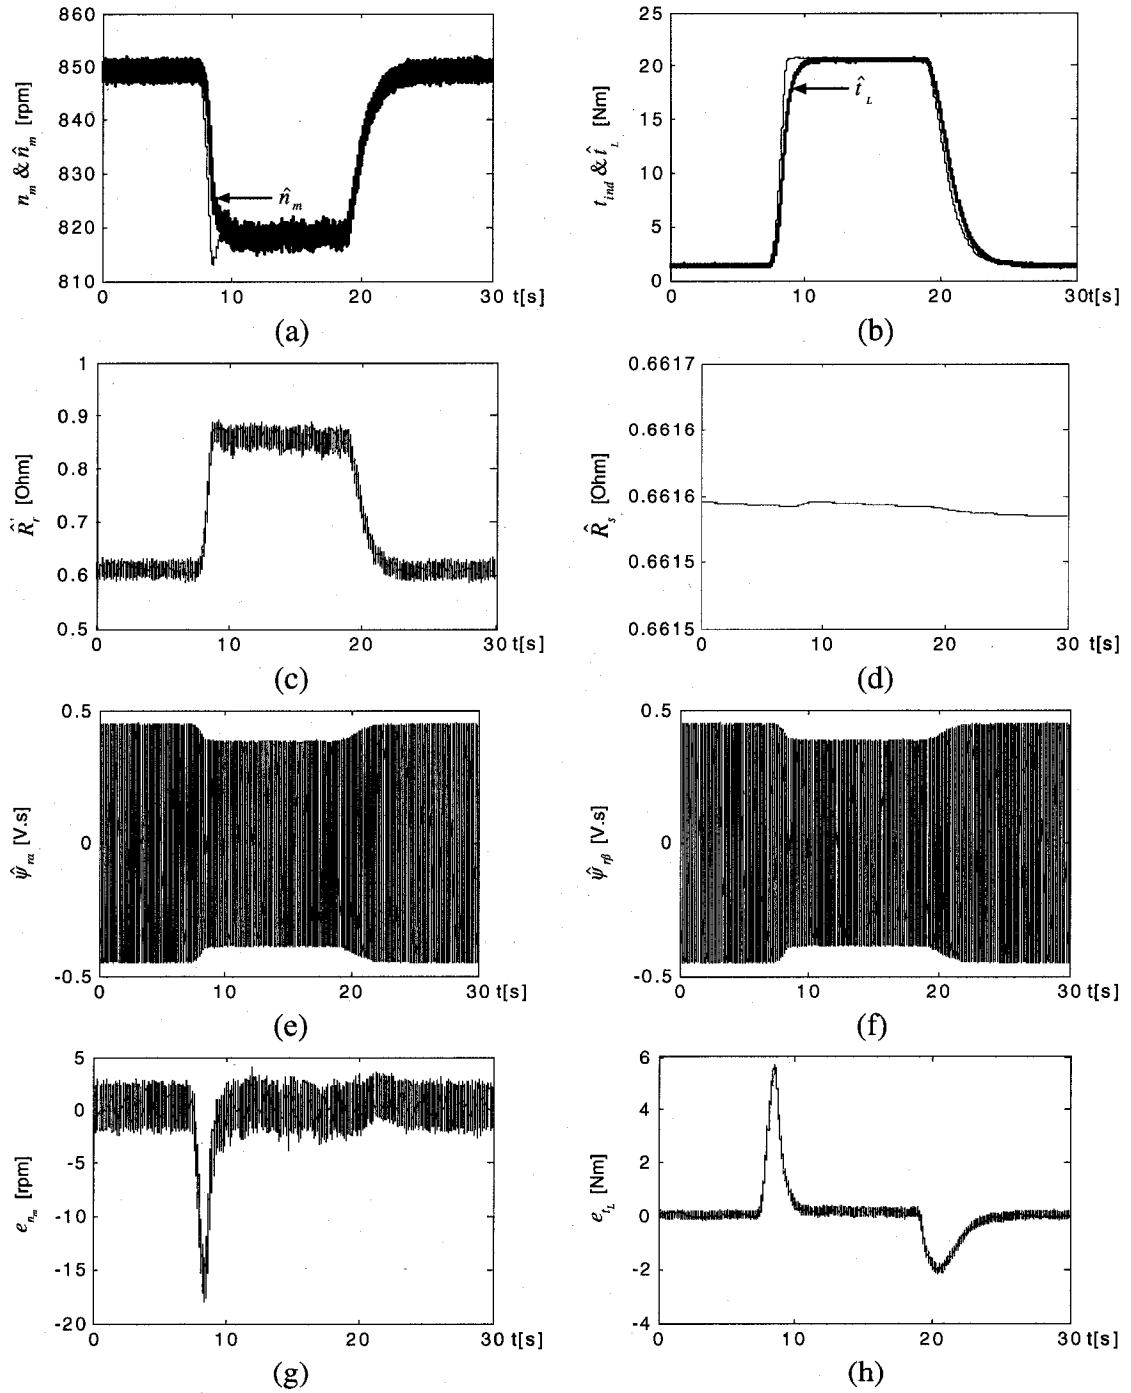 860
850
840
830
820
810
n_m & n̂_m [rpm]
n̂_m
0 10 20 30 t[s]
(a)
25
20
15
10
5
0
t_ind & t̂_L [Nm]
t̂_L
0 10 20 30t[s]
(b)
1
0.9
0.8
0.7
0.6
0.5
R̂'_r [Ohm]
0 10 20 30 t[s]
(c)
0.6617
0.6616
0.6616
0.6615
0.6615
R̂_s [Ohm]
0 10 20 30 t[s]
(d)
0.5
0
-0.5
ψ̂_rα [V.s]
0 10 20 30 t[s]
(e)
0.5
0
-0.5
ψ̂_rβ [V.s]
0 10 20 30 t[s]
(f)
5
0
-5
-10
-15
-20
e_n_m [rpm]
0 10 20 30 t[s]
(g)
6
4
2
0
-2
-4
e_t_L [Nm]
0 10 20 30 t[s]
(h)